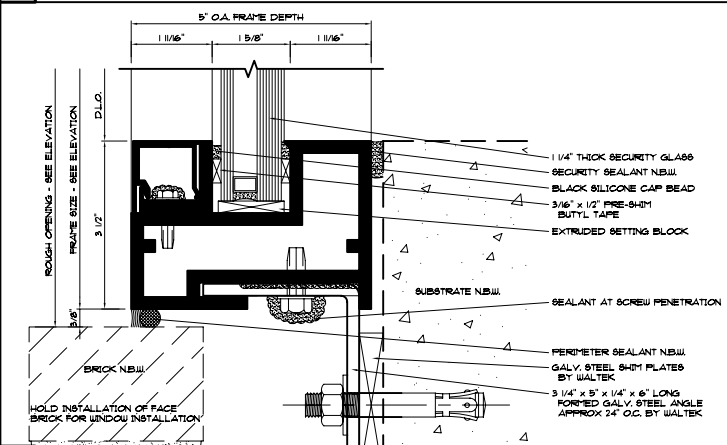 5" O.A. FRAME DEPTH
1 11/16"
1 5/8"
1 11/16"
D.L.O.
ROUGH OPENING - SEE ELEVATION
FRAME SIZE - SEE ELEVATION
3 1/2"
3/8"
1 1/4" THICK SECURITY GLASS
SECURITY SEALANT N.B.W.
BLACK SILICONE CAP BEAD
3/16" x 1/2" PRE-SHIM
BUTYL TAPE
EXTRUDED SETTING BLOCK
SUBSTRATE N.B.W.
SEALANT AT SCREW PENETRATION
PERIMETER SEALANT N.B.W.
GALV. STEEL SHIM PLATES
BY WALTEK
3 1/4" x 5" x 1/4" x 6" LONG
FORMED GALV. STEEL ANGLE
APPROX 24" O.C. BY WALTEK
BRICK N.B.W.
HOLD INSTALLATION OF FACE
BRICK FOR WINDOW INSTALLATION